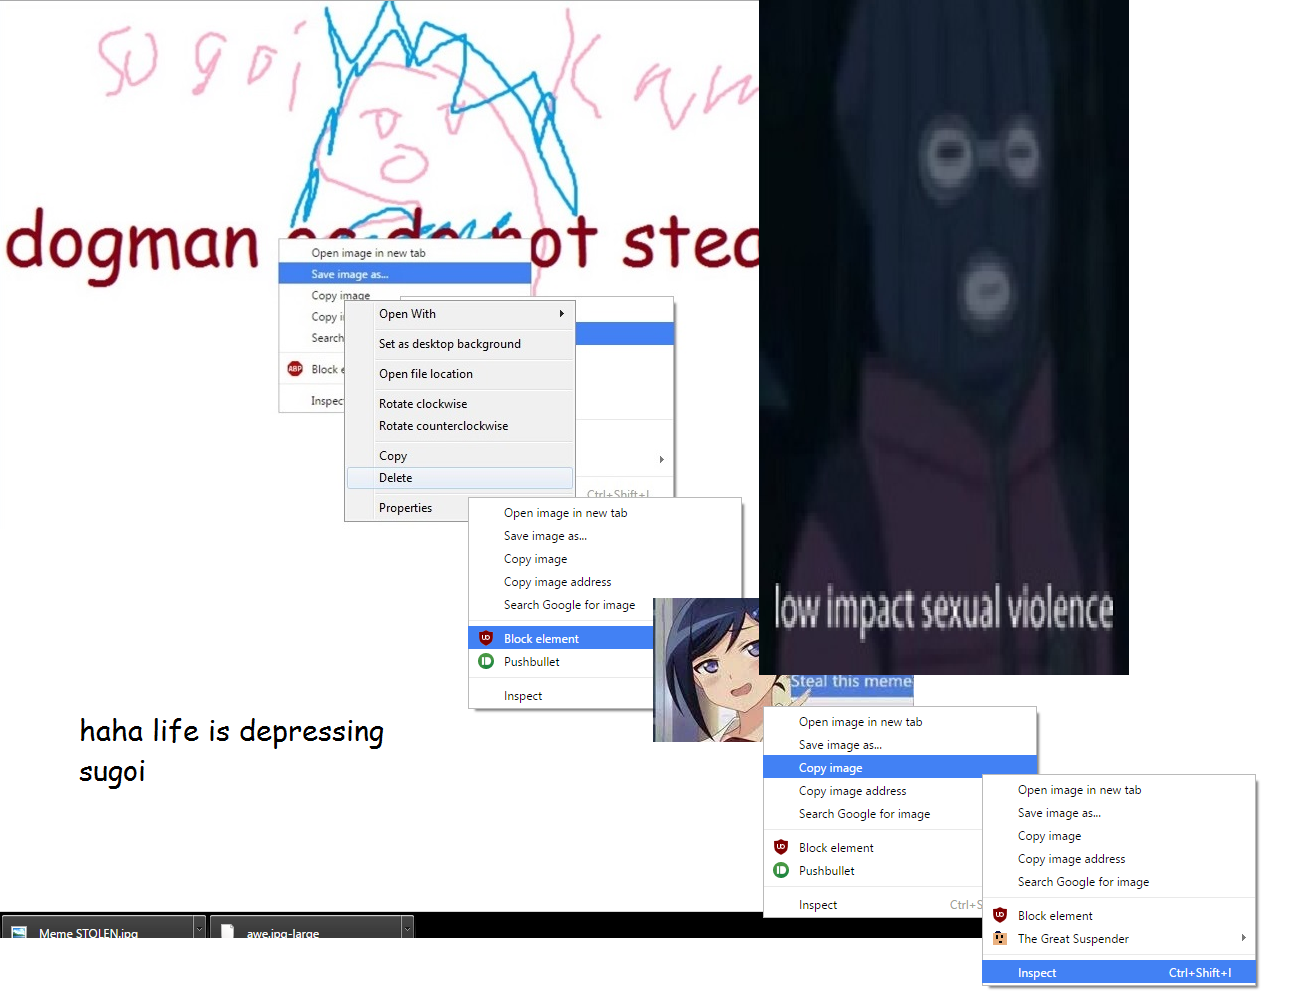 sugoi Kam
dogman oc do not stea
Open image in new tab
Save image as...
Copy image
Copy i
Search
ABP Block e
Inspec
Open With
Set as desktop background
Open file location
Rotate clockwise
Rotate counterclockwise
Copy
Delete
Properties
Ctrl+Shift+I
Open image in new tab
Save image as...
Copy image
Copy image address
Search Google for image
Block element
Pushbullet
Inspect
low impact sexual violence
Steal this meme
haha life is depressing
sugoi
Open image in new tab
Save image as...
Copy image
Copy image address
Search Google for image
Block element
Pushbullet
Inspect Ctrl+S
Open image in new tab
Save image as...
Copy image
Copy image address
Search Google for image
Block element
The Great Suspender
Inspect Ctrl+Shift+I
Meme STOLEN.jpg
awe.jpg-large